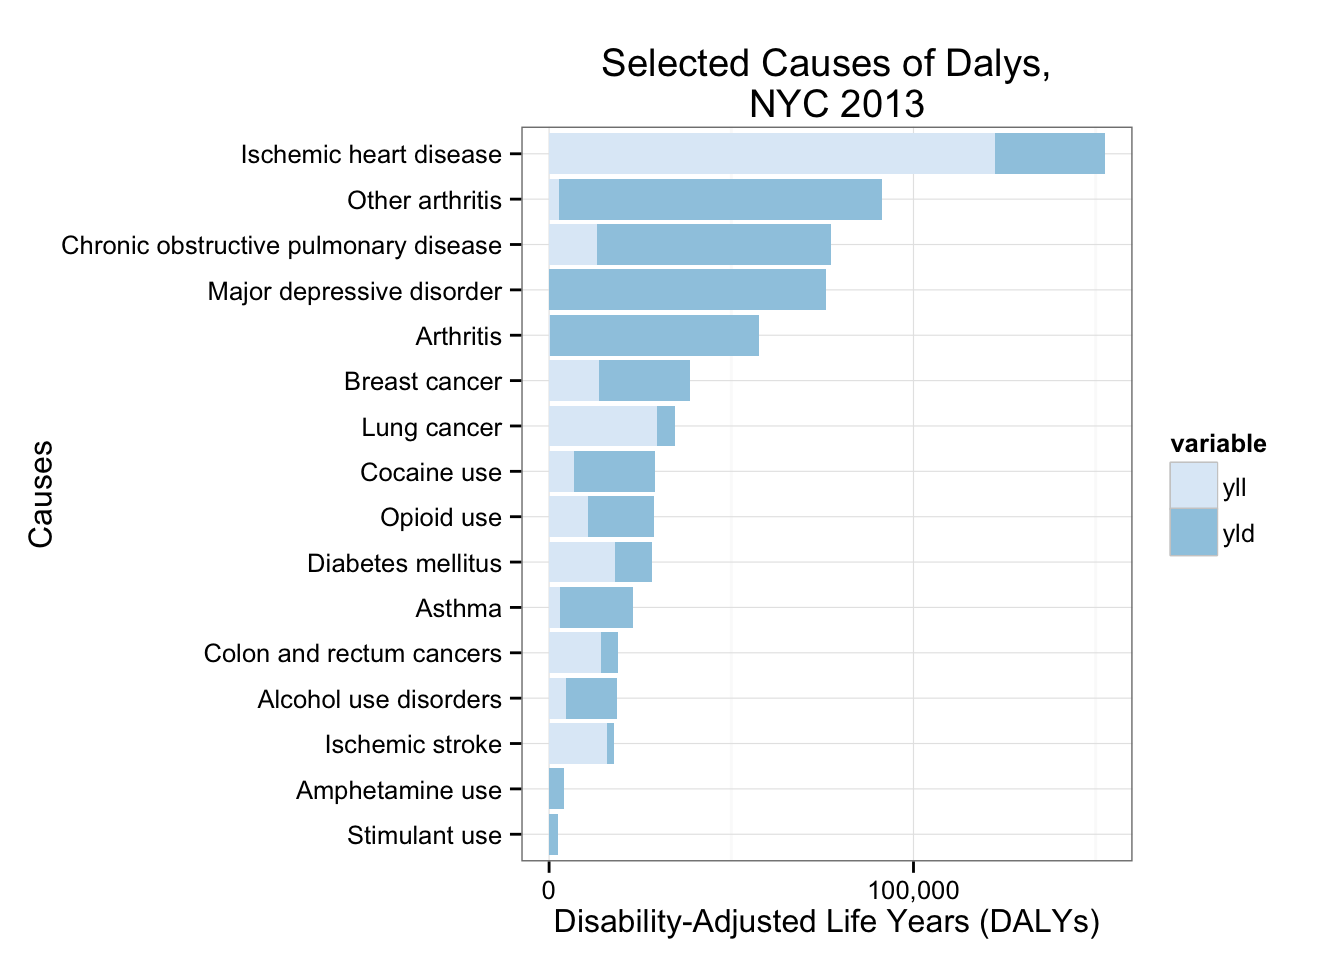 Selected Causes of Dalys,
NYC 2013
Ischemic heart disease
Other arthritis
Chronic obstructive pulmonary disease
Major depressive disorder
Arthritis
Breast cancer
Lung cancer
Cocaine use
Opioid use
Diabetes mellitus
Asthma
Colon and rectum cancers
Alcohol use disorders
Ischemic stroke
Amphetamine use
Stimulant use
Causes
0
100,000
Disability-Adjusted Life Years (DALYs)
variable
yll
yld